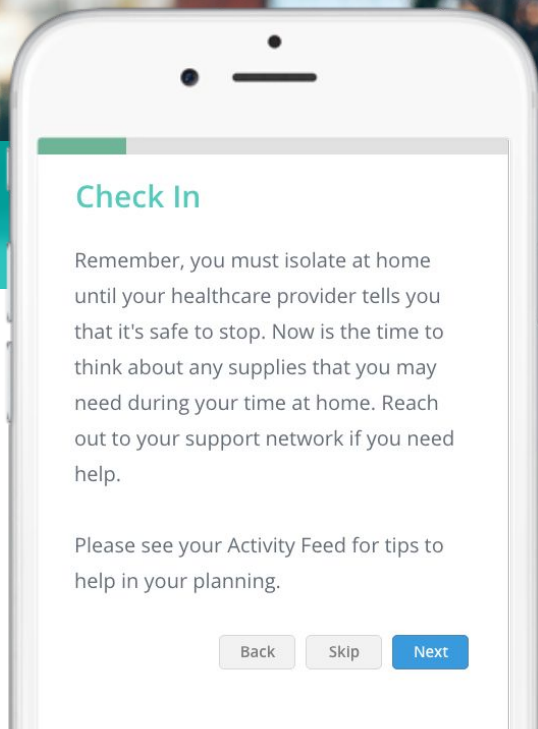 Check In
Remember, you must isolate at home
until your healthcare provider tells you
that it's safe to stop. Now is the time to
think about any supplies that you may
need during your time at home. Reach
out to your support network if you need
help.
Please see your Activity Feed for tips to
help in your planning.
Back Skip Next